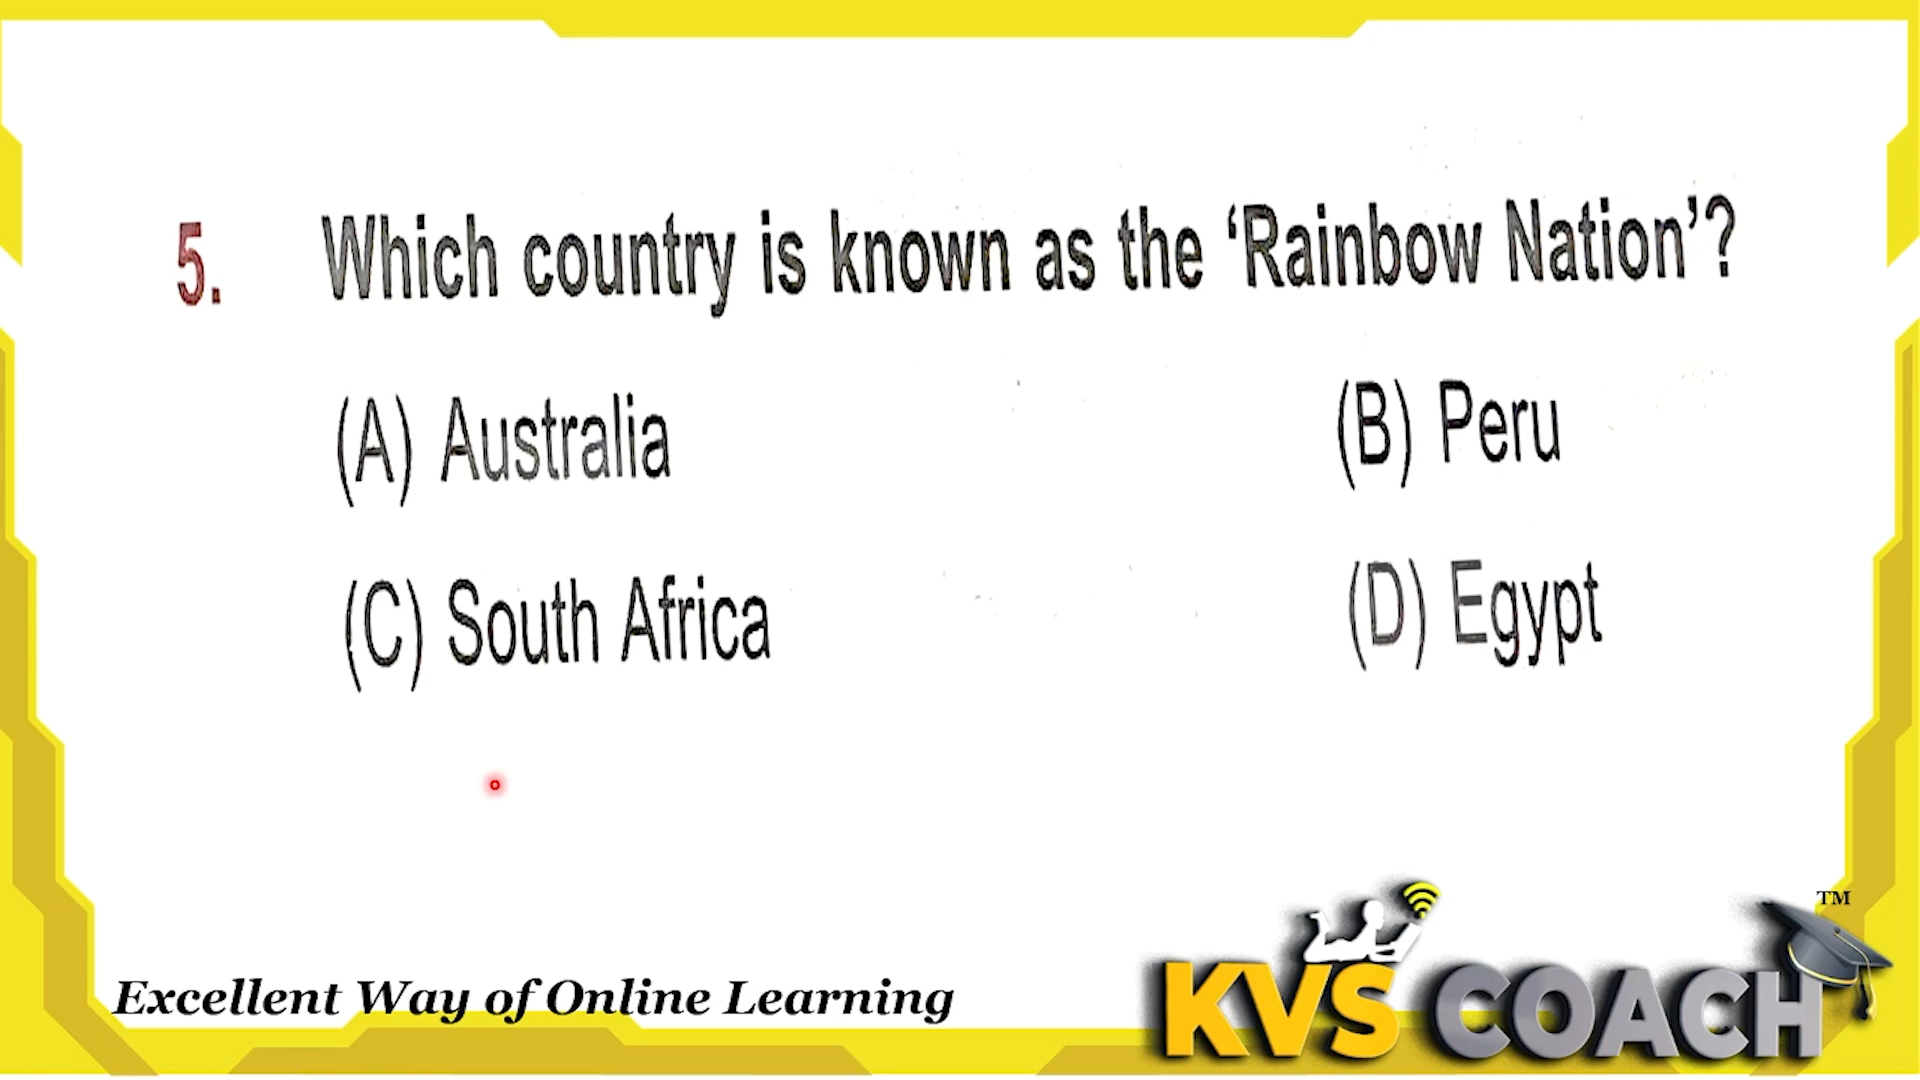 5. Which country is known as the ‘Rainbow Nation’?
(A) Australia (B) Peru
(C) South Africa (D) Egypt
Excellent Way of Online Learning
KVS COACH TM